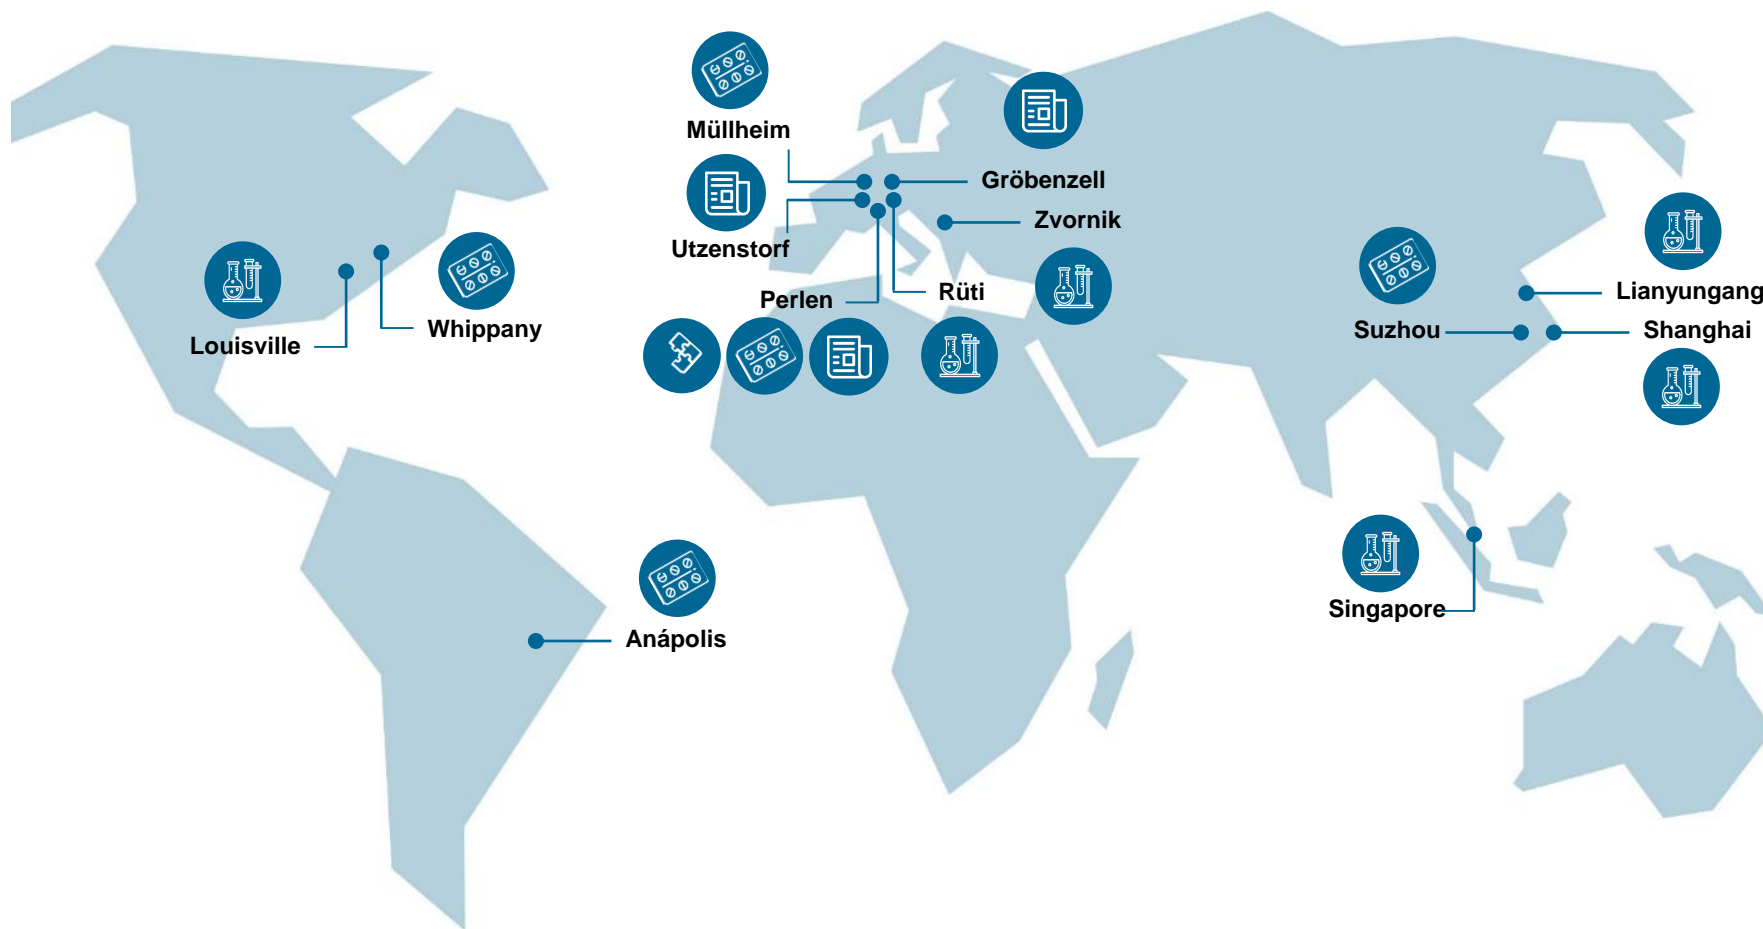 Müllheim
Gröbenzell
Utzenstorf
Zvornik
Perlen
Rüti
Louisville
Whippany
Suzhou
Lianyungang
Shanghai
Singapore
Anápolis